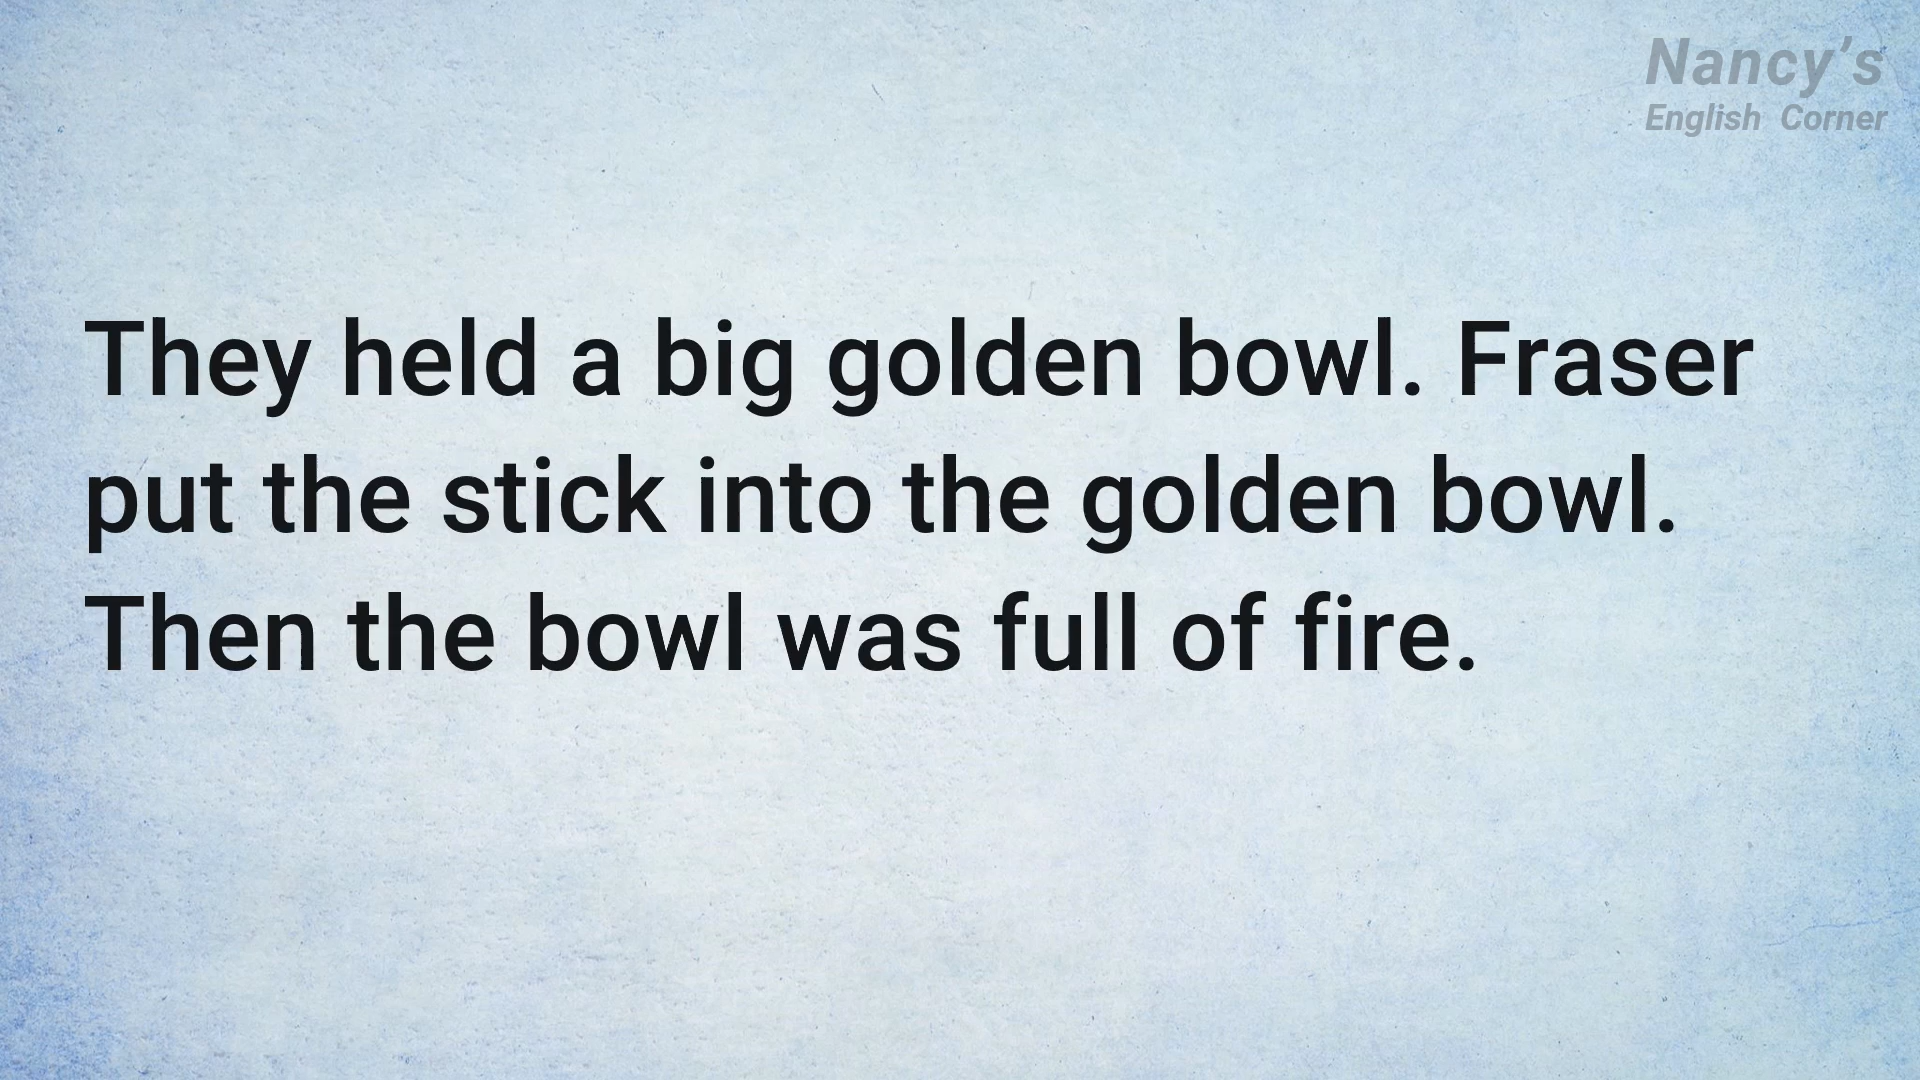 Nancy’s
English Corner
They held a big golden bowl. Fraser
put the stick into the golden bowl.
Then the bowl was full of fire.